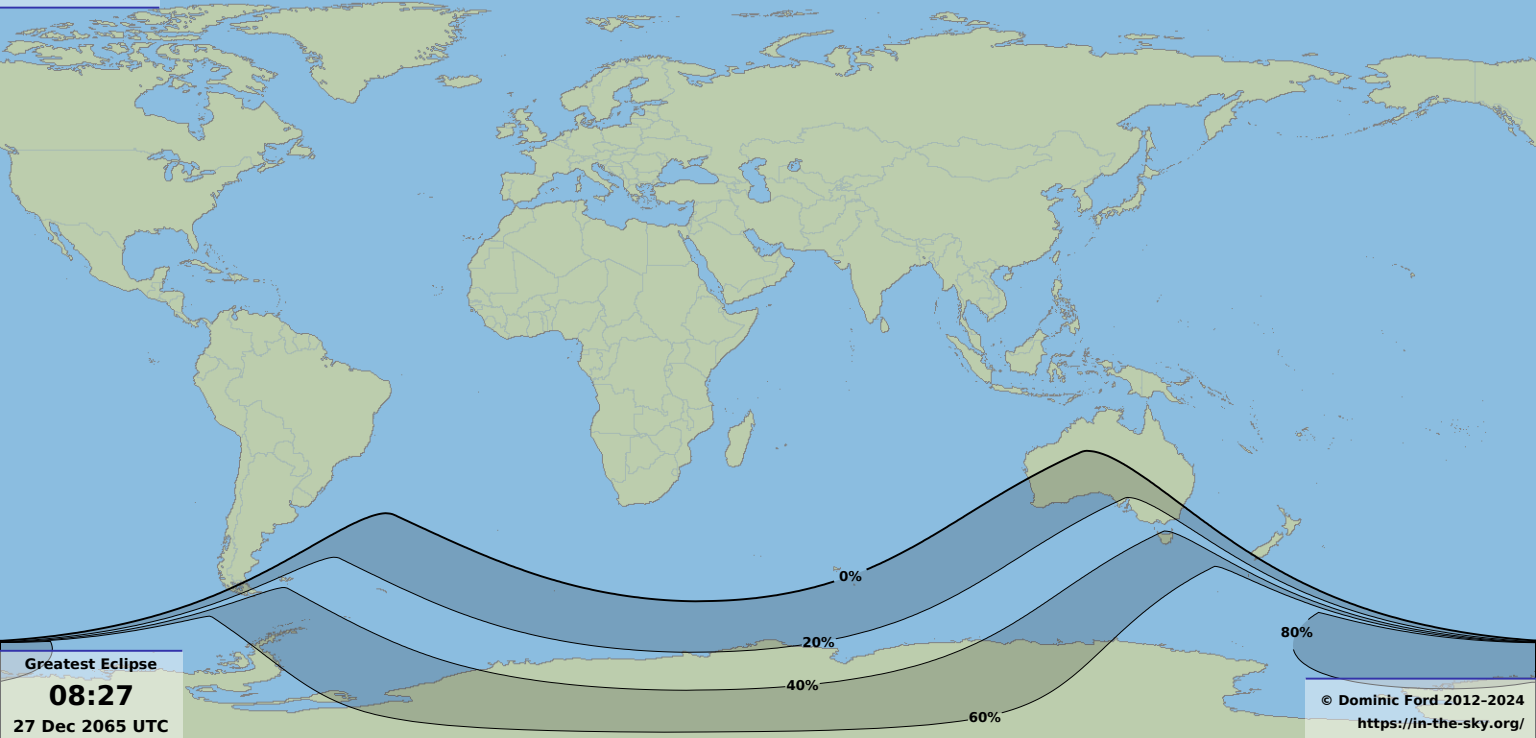 0%
80%
20%
40%
60%
Greatest Eclipse
08:27
27 Dec 2065 UTC
© Dominic Ford 2012–2024
https://in-the-sky.org/